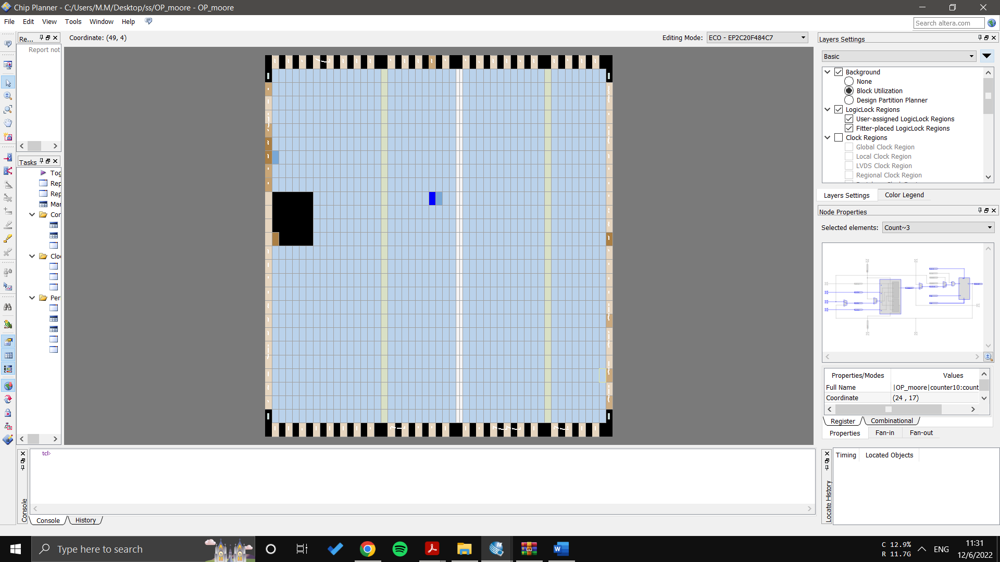 Chip Planner - C:/Users/M.M/Desktop/ss/OP_moore - OP_moore
File Edit View Tools Window Help
Search altera.com
Re...
Report not
Coordinate: (49, 4)
Editing Mode: ECO - EP2C20F484C7
Layers Settings
Basic
Background
None
Block Utilization
Design Partition Planner
LogicLock Regions
User-assigned LogicLock Regions
Fitter-placed LogicLock Regions
Clock Regions
Global Clock Region
Local Clock Region
LVDS Clock Region
Regional Clock Region
Layers Settings Color Legend
Tasks
Tog
Rep
Rep
Mar
Cor
Clo
Per
Node Properties
Selected elements: Count~3
Properties/Modes Values
Full Name |OP_moore|counter10:count
Coordinate (24 , 17)
Register Combinational
Properties Fan-in Fan-out
tcl>
Console
Console History
Timing Located Objects
Locate History
Type here to search
C 12.9%
R 11.7G
ENG
11:31
12/6/2022